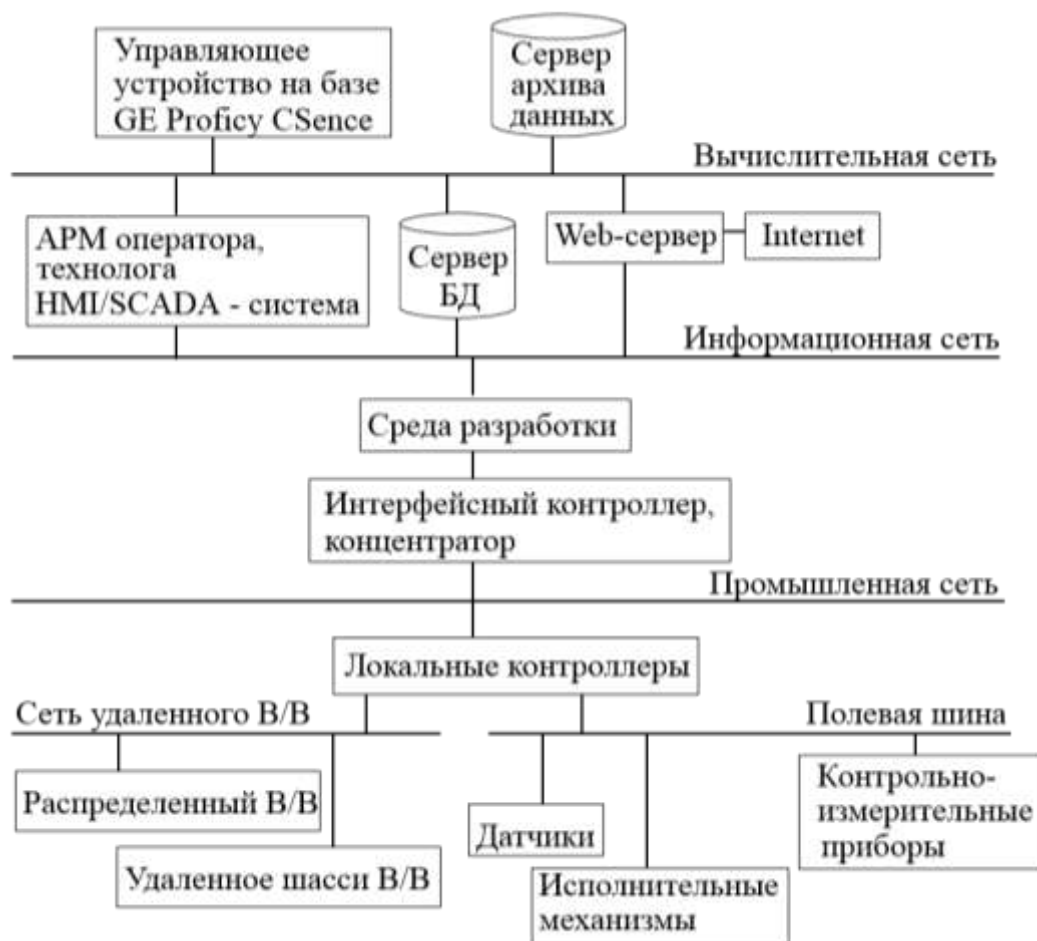 Управляющее
устройство на базе
GE Proficy CSence
Сервер
архива
данных
Вычислительная сеть
АРМ оператора,
технолога
HMI/SCADA - система
Сервер
БД
Web-сервер
Internet
Информационная сеть
Среда разработки
Интерфейсный контроллер,
концентратор
Промышленная сеть
Локальные контроллеры
Сеть удаленного В/В
Полевая шина
Распределенный В/В
Удаленное шасси В/В
Датчики
Исполнительные
механизмы
Контрольно-
измерительные
приборы